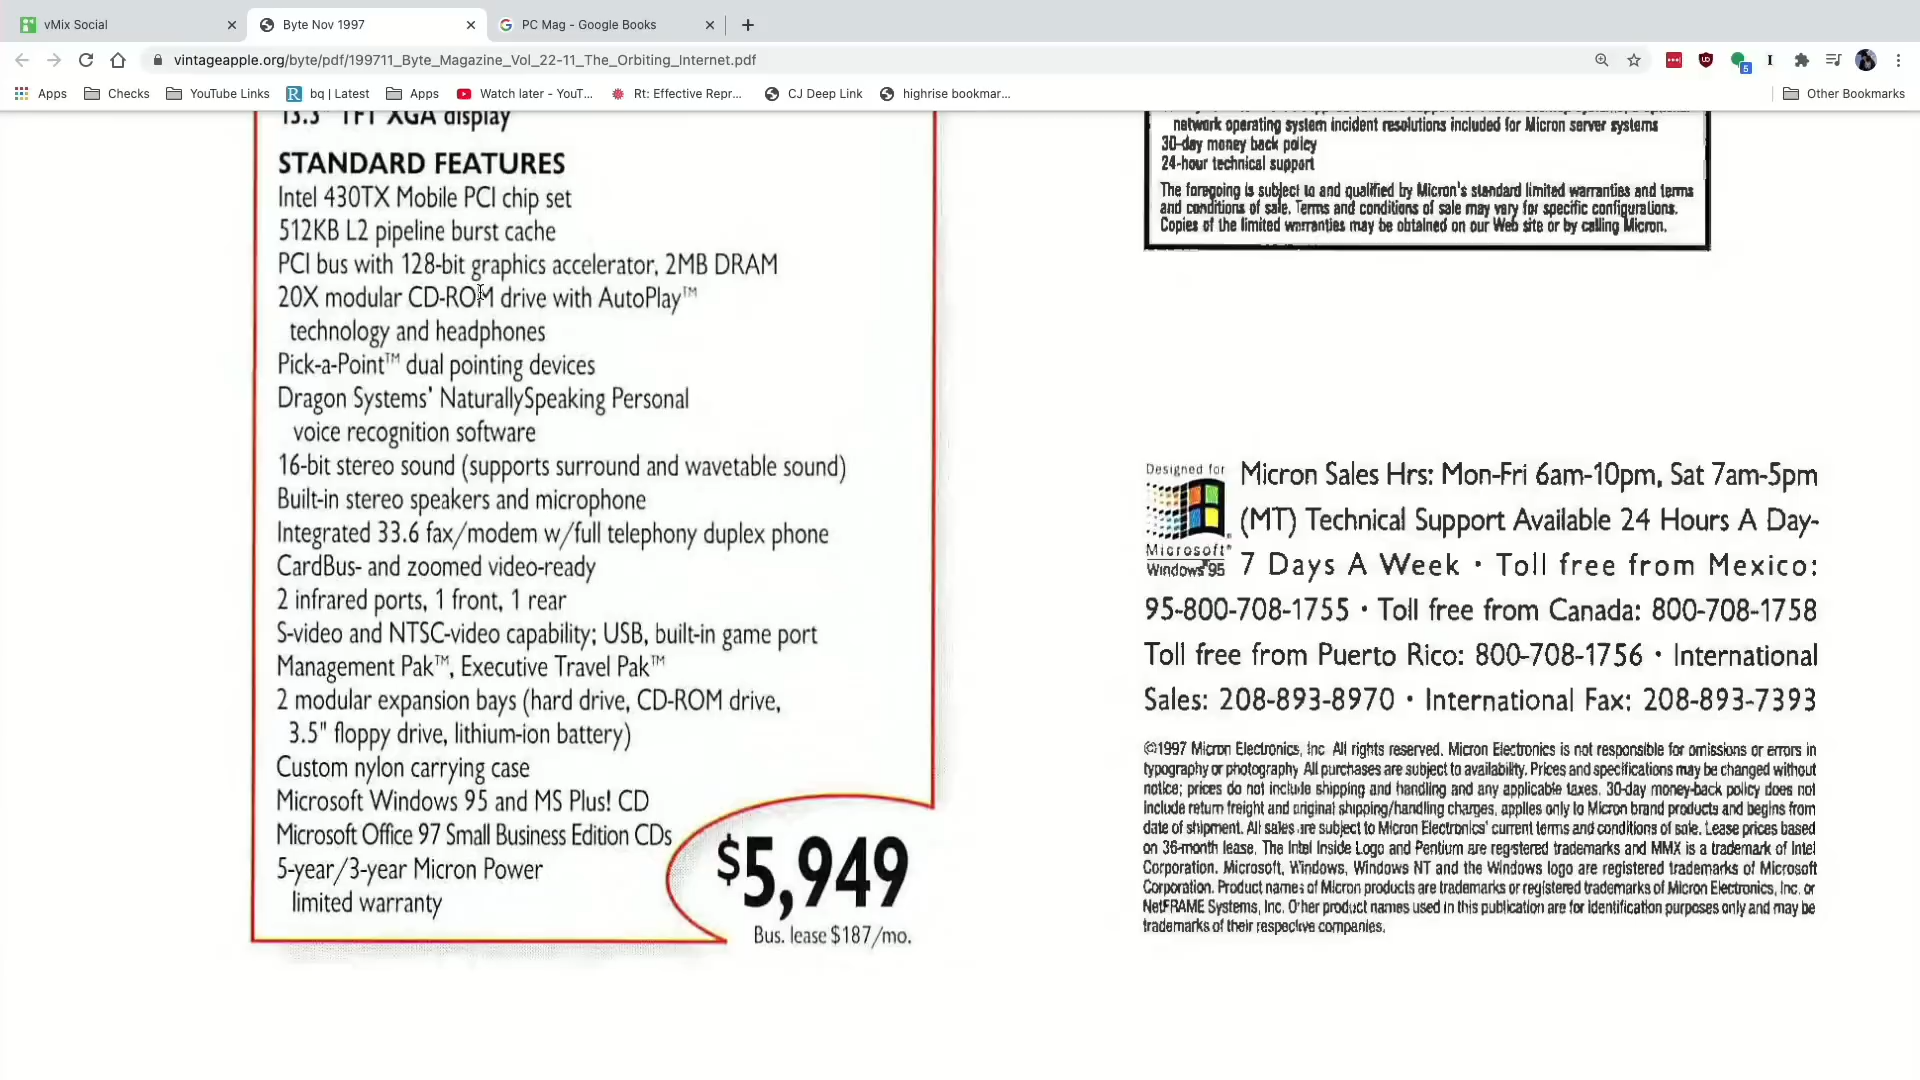 vMix Social
Byte Nov 1997
PC Mag - Google Books
vintageapple.org/byte/pdf/199711_Byte_Magazine_Vol_22-11_The_Orbiting_Internet.pdf
Apps
Checks
YouTube Links
bq | Latest
Apps
Watch later - YouT...
Rt: Effective Repr...
CJ Deep Link
highrise bookmar...
Other Bookmarks
13.3" TFT XGA display
STANDARD FEATURES
Intel 430TX Mobile PCI chip set
512KB L2 pipeline burst cache
PCI bus with 128-bit graphics accelerator, 2MB DRAM
20X modular CD-ROM drive with AutoPlay™
technology and headphones
Pick-a-Point™ dual pointing devices
Dragon Systems' NaturallySpeaking Personal
voice recognition software
16-bit stereo sound (supports surround and wavetable sound)
Built-in stereo speakers and microphone
Integrated 33.6 fax/modem w/full telephony duplex phone
CardBus- and zoomed video-ready
2 infrared ports, 1 front, 1 rear
S-video and NTSC-video capability; USB, built-in game port
Management Pak™, Executive Travel Pak™
2 modular expansion bays (hard drive, CD-ROM drive,
3.5" floppy drive, lithium-ion battery)
Custom nylon carrying case
Microsoft Windows 95 and MS Plus! CD
Microsoft Office 97 Small Business Edition CDs
5-year/3-year Micron Power
limited warranty
$5,949
Bus. lease $187/mo.
network operating system incident resolutions included for Micron server systems
30-day money back policy
24-hour technical support
The foregoing is subject to and qualified by Micron's standard limited warranties and terms
and conditions of sale. Terms and conditions of sale may vary for specific configurations.
Copies of the limited warranties may be obtained on our Web site or by calling Micron.
Designed for
Microsoft®
Windows®95
Micron Sales Hrs: Mon-Fri 6am-10pm, Sat 7am-5pm
(MT) Technical Support Available 24 Hours A Day-
7 Days A Week • Toll free from Mexico:
95-800-708-1755 • Toll free from Canada: 800-708-1758
Toll free from Puerto Rico: 800-708-1756 • International
Sales: 208-893-8970 • International Fax: 208-893-7393
©1997 Micron Electronics, Inc. All rights reserved. Micron Electronics is not responsible for omissions or errors in
typography or photography. All purchases are subject to availability. Prices and specifications may be changed without
notice; prices do not include shipping and handling and any applicable taxes. 30-day money-back policy does not
include return freight and original shipping/handling charges, applies only to Micron brand products and begins from
date of shipment. All sales are subject to Micron Electronics' current terms and conditions of sale. Lease prices based
on 36-month lease. The Intel Inside Logo and Pentium are registered trademarks and MMX is a trademark of Intel
Corporation. Microsoft, Windows, Windows NT and the Windows logo are registered trademarks of Microsoft
Corporation. Product names of Micron products are trademarks or registered trademarks of Micron Electronics, Inc. or
NetFRAME Systems, Inc. Other product names used in this publication are for identification purposes only and may be
trademarks of their respective companies.